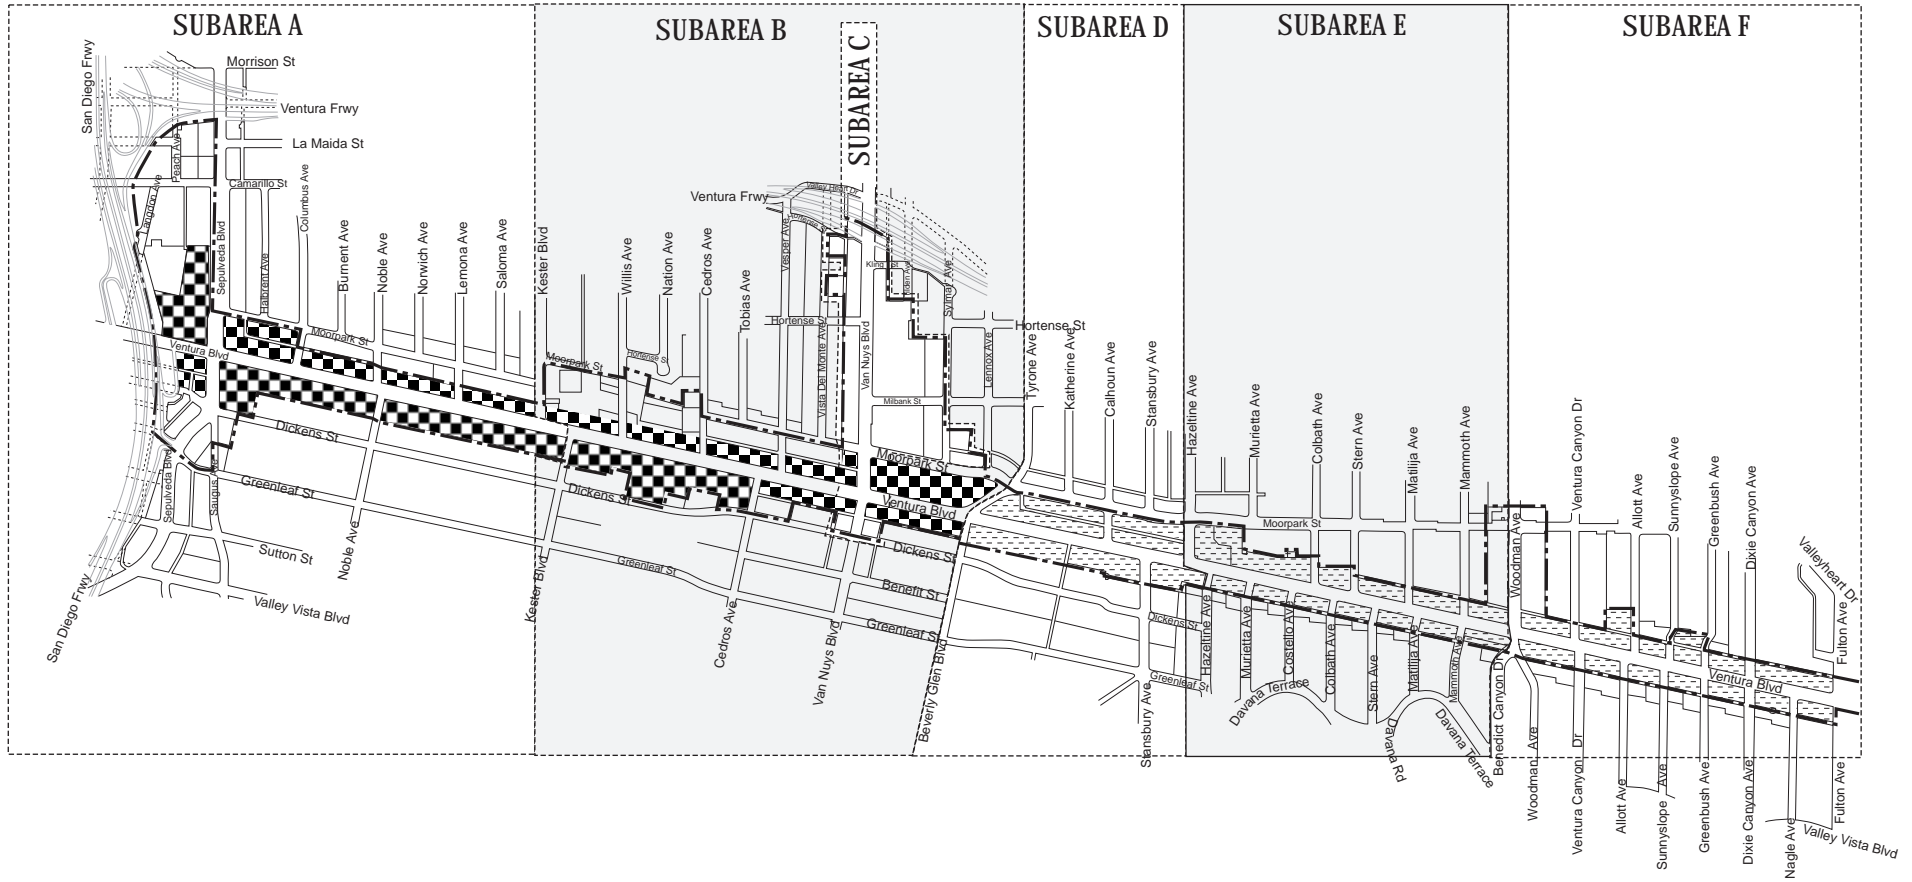 SUBAREA A
SUBAREA B
SUBAREA C
SUBAREA D
SUBAREA E
SUBAREA F
San Diego Frwy
Morrison St
Ventura Frwy
La Maida St
Peach Ave
Camarillo St
Langdon Ave
Columbus Ave
Sepulveda Blvd
Halbrent Ave
Burnent Ave
Noble Ave
Norwich Ave
Lemona Ave
Saloma Ave
Kester Blvd
Willis Ave
Nation Ave
Cedros Ave
Tobias Ave
Ventura Frwy
Valley Heart Dr
Hortense St
Vesper Ave
Kling St
Sylmar Ave
Hortense St
Hortense St
Vista Del Monte Ave
Van Nuys Blvd
Lennox Ave
Milbank St
Tyrone Ave
Katherine Ave
Calhoun Ave
Stansbury Ave
Hazeltine Ave
Murietta Ave
Colbath Ave
Stern Ave
Matilija Ave
Mammoth Ave
Ventura Canyon Dr
Allott Ave
Sunnyslope Ave
Greenbush Ave
Dixie Canyon Ave
Valleyheart Dr
Fulton Ave
Moorpark St
Ventura Blvd
Moorpark St
Hortense St
Moorpark St
Ventura Blvd
Moorpark St
Woodman Ave
Ventura Blvd
Dickens St
Greenleaf St
Sepulveda Blvd
Saugus Ave
Noble Ave
Sutton St
Valley Vista Blvd
San Diego Frwy
Dickens St
Greenleaf St
Kester Blvd
Cedros Ave
Van Nuys Blvd
Dickens St
Benefit St
Greenleaf St
Beverly Glen Blvd
Dickens St
Greenleaf St
Stansbury Ave
Hazeltine Ave
Murietta Ave
Costello Ave
Colbath Ave
Stern Ave
Matilija Ave
Mammoth Ave
Davana Terrace
Davana Rd
Davana Terrace
Benedict Canyon Dr
Woodman Ave
Ventura Canyon Dr
Allott Ave
Sunnyslope Ave
Greenbush Ave
Dixie Canyon Ave
Nagle Ave
Fulton Ave
Valley Vista Blvd